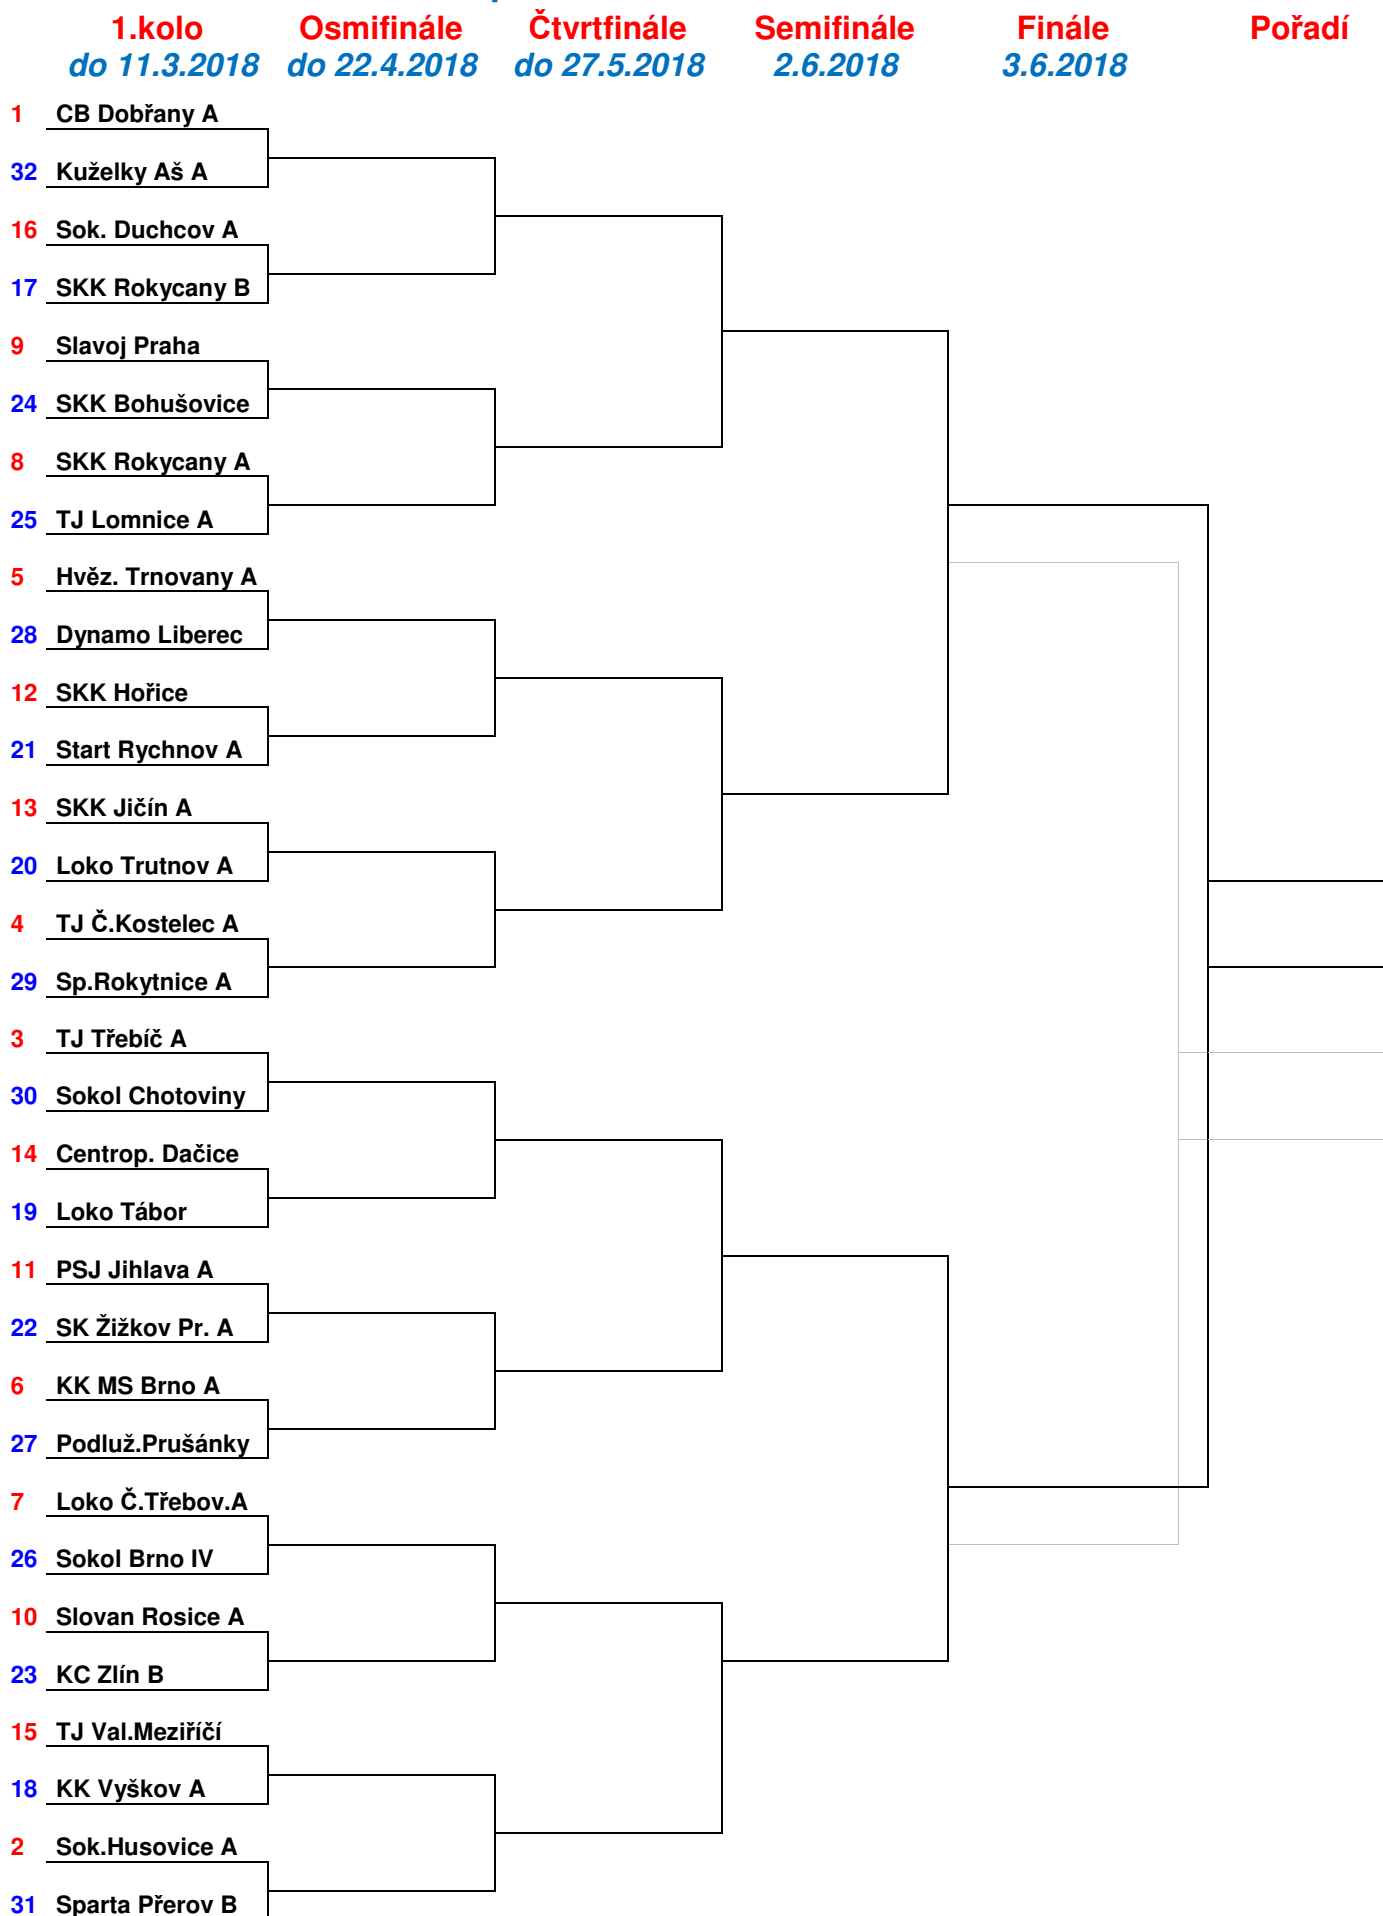 1.kolo Osmifinále Čtvrtfinále Semifinále Finále Pořadí
do 11.3.2018 do 22.4.2018 do 27.5.2018 2.6.2018 3.6.2018
1 CB Dobřany A
32 Kuželky Aš A
16 Sok. Duchcov A
17 SKK Rokycany B
9 Slavoj Praha
24 SKK Bohušovice
8 SKK Rokycany A
25 TJ Lomnice A
5 Hvěz. Trnovany A
28 Dynamo Liberec
12 SKK Hořice
21 Start Rychnov A
13 SKK Jičín A
20 Loko Trutnov A
4 TJ Č.Kostelec A
29 Sp.Rokytnice A
3 TJ Třebíč A
30 Sokol Chotoviny
14 Centrop. Dačice
19 Loko Tábor
11 PSJ Jihlava A
22 SK Žižkov Pr. A
6 KK MS Brno A
27 Podluž.Prušánky
7 Loko Č.Třebov.A
26 Sokol Brno IV
10 Slovan Rosice A
23 KC Zlín B
15 TJ Val.Meziříčí
18 KK Vyškov A
2 Sok.Husovice A
31 Sparta Přerov B